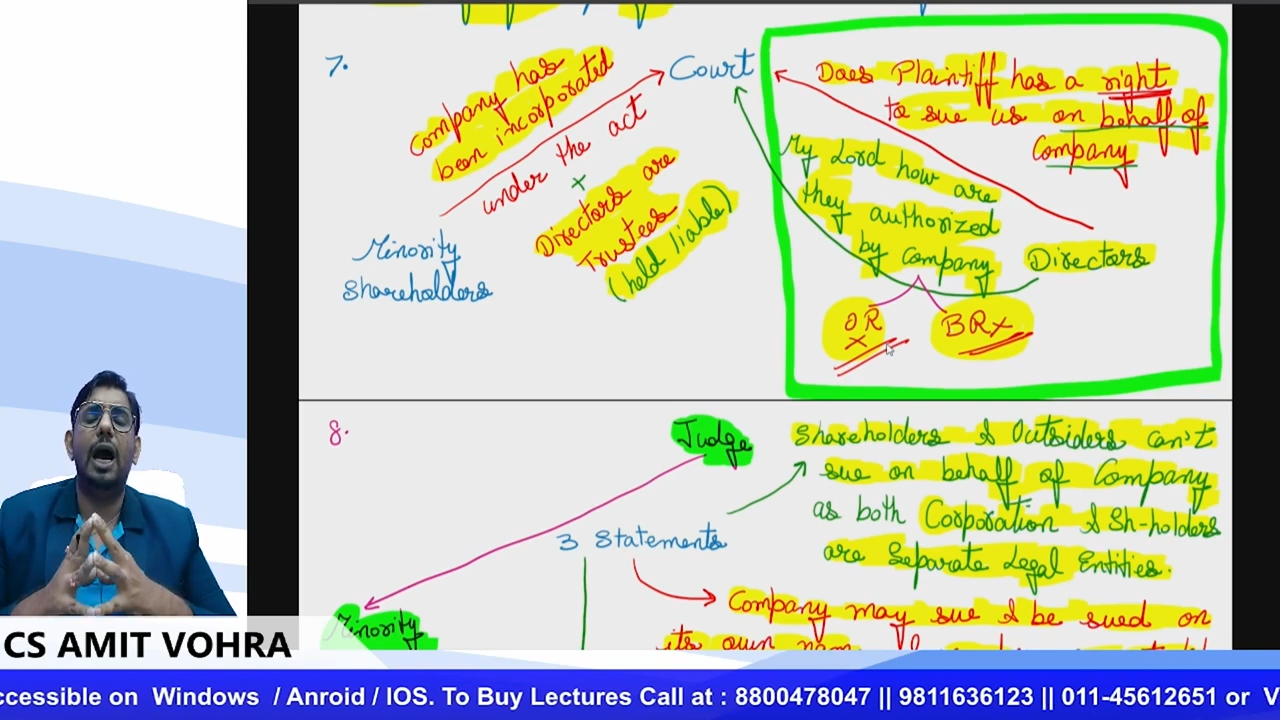 7.
Company has
been incorporated
under the act
+
Directors are
Trustees
(held liable)
Minority
Shareholders
Court
Does Plaintiff has a right
to sue us on behalf of
Company
My Lord how are
they authorized
by Company
Directors
OR
x
BRx
8.
Judge
3 Statements
Shareholders & Outsiders can't
sue on behalf of Company
as both Corporation & Sh-holders
are Separate Legal Entities.
Company may sue & be sued on
its own
Minority
CS AMIT VOHRA
ccessible on Windows / Anroid / IOS. To Buy Lectures Call at : 8800478047 || 9811636123 || 011-45612651 or V